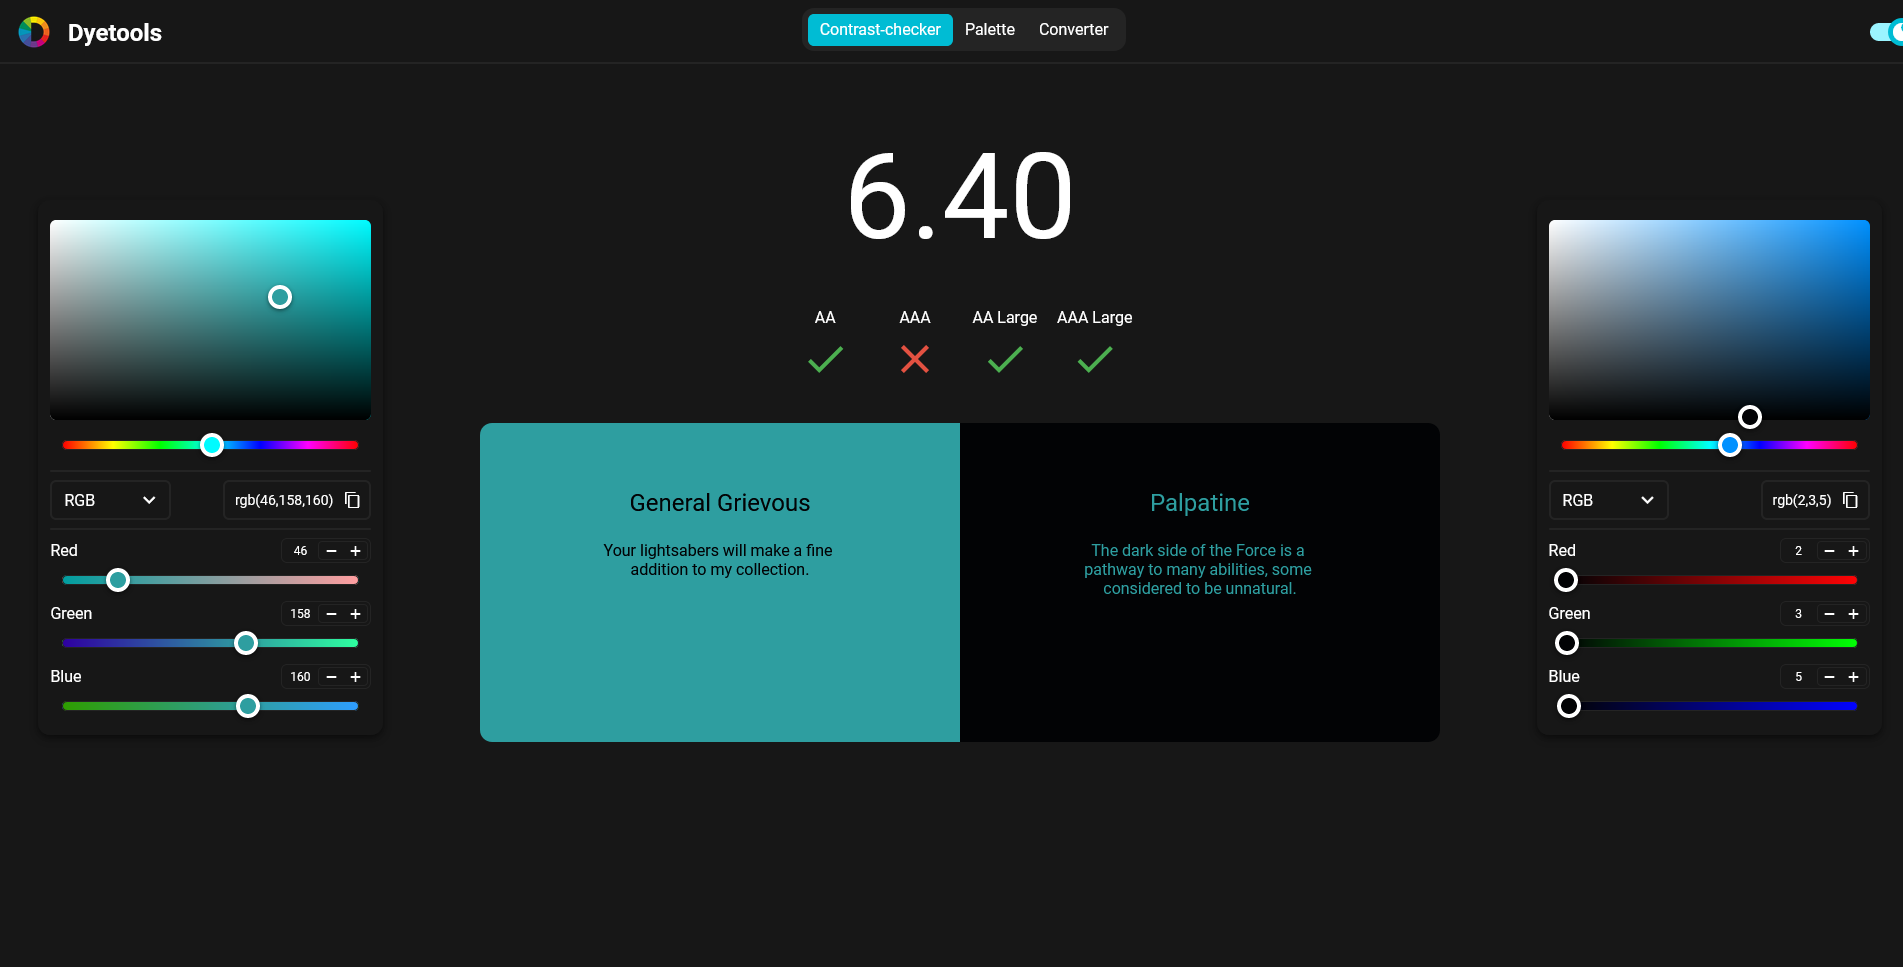 Dyetools
Contrast-checker Palette Converter
6.40
AA AAA AA Large AAA Large
RGB rgb(46,158,160)
Red 46
Green 158
Blue 160
General Grievous
Your lightsabers will make a fine
addition to my collection.
Palpatine
The dark side of the Force is a
pathway to many abilities, some
considered to be unnatural.
RGB rgb(2,3,5)
Red 2
Green 3
Blue 5